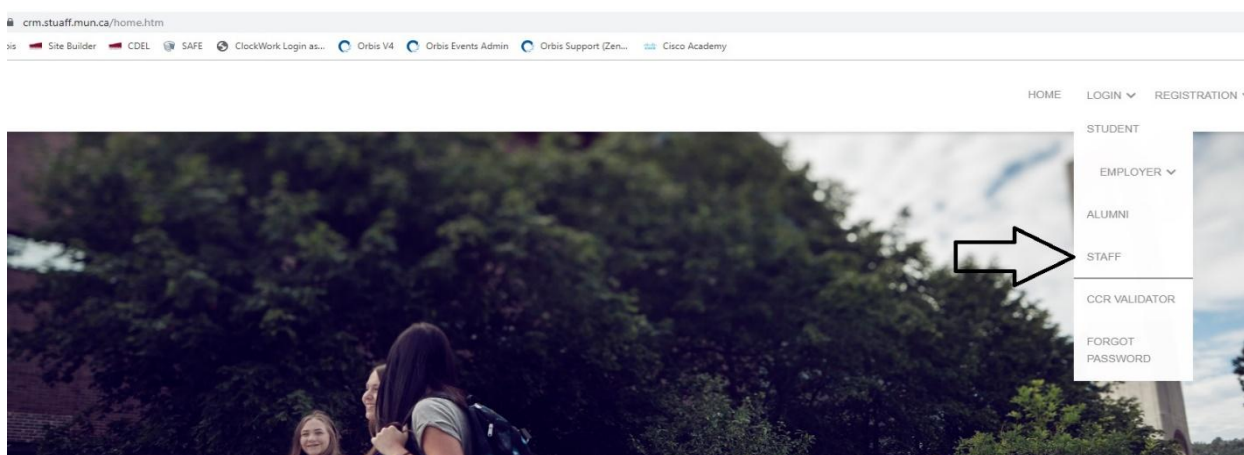 crm.stuaff.mun.ca/home.htm
Site Builder CDEL SAFE ClockWork Login as... Orbis V4 Orbis Events Admin Orbis Support (Zen... Cisco Academy
HOME LOGIN REGISTRATION
STUDENT
EMPLOYER
ALUMNI
STAFF
CCR VALIDATOR
FORGOT
PASSWORD